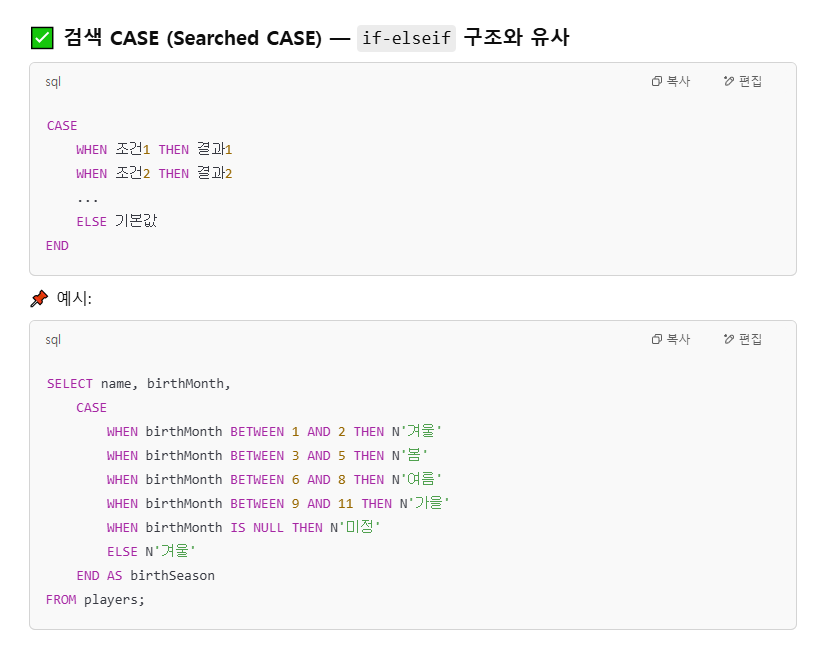 ✅ 검색 CASE (Searched CASE) — if-elseif 구조와 유사
sql 복사 편집
CASE
    WHEN 조건1 THEN 결과1
    WHEN 조건2 THEN 결과2
    ...
    ELSE 기본값
END
📌 예시:
sql 복사 편집
SELECT name, birthMonth,
    CASE
        WHEN birthMonth BETWEEN 1 AND 2 THEN N'겨울'
        WHEN birthMonth BETWEEN 3 AND 5 THEN N'봄'
        WHEN birthMonth BETWEEN 6 AND 8 THEN N'여름'
        WHEN birthMonth BETWEEN 9 AND 11 THEN N'가을'
        WHEN birthMonth IS NULL THEN N'미정'
        ELSE N'겨울'
    END AS birthSeason
FROM players;